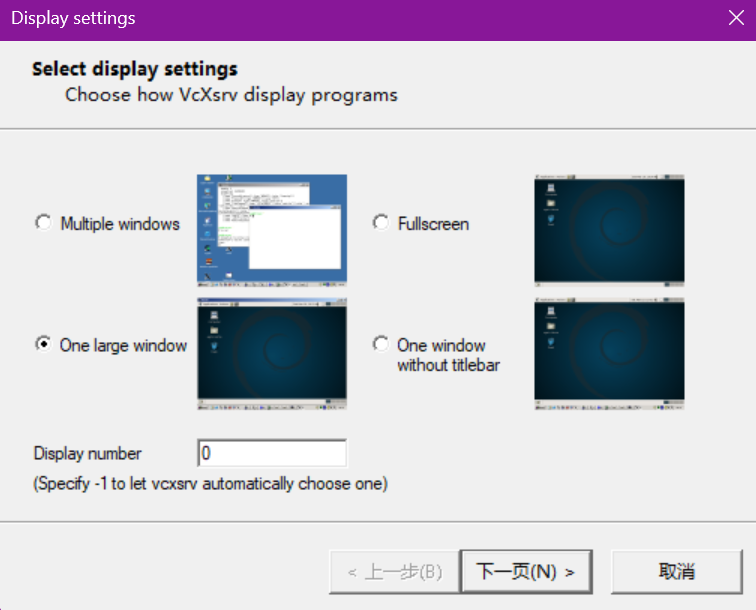 Display settings
Select display settings
Choose how VcXsrv display programs
Multiple windows
Fullscreen
One large window
One window
without titlebar
Display number
0
(Specify -1 to let vcxsrv automatically choose one)
< 上一步(B)
下一页(N) >
取消